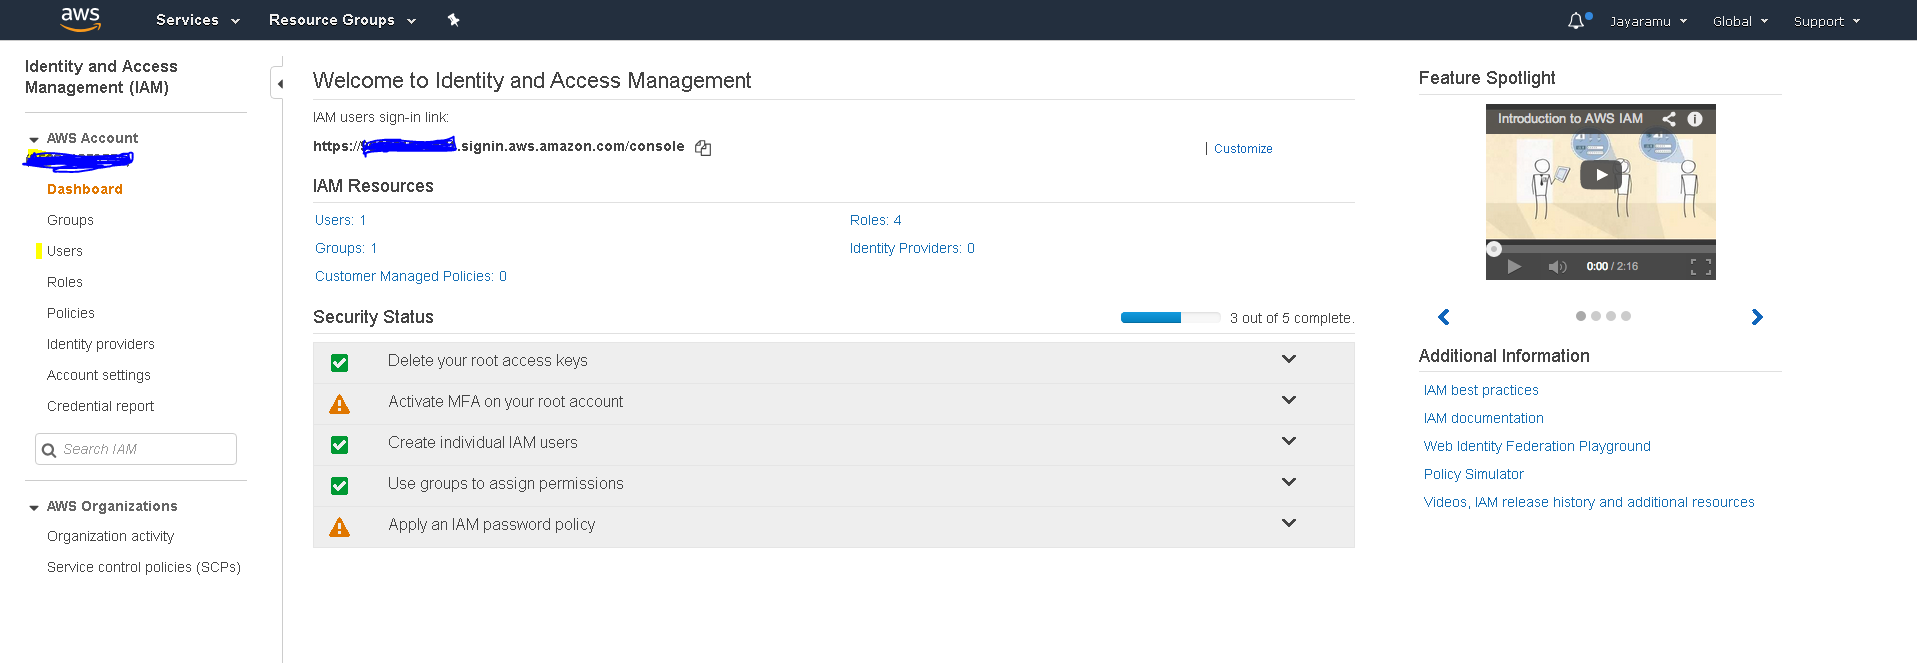 aws
Services
Resource Groups
Jayaramu
Global
Support
Identity and Access
Management (IAM)
AWS Account
Dashboard
Groups
Users
Roles
Policies
Identity providers
Account settings
Credential report
Search IAM
AWS Organizations
Organization activity
Service control policies (SCPs)
Welcome to Identity and Access Management
IAM users sign-in link:
https:// .signin.aws.amazon.com/console
| Customize
IAM Resources
Users: 1
Roles: 4
Groups: 1
Identity Providers: 0
Customer Managed Policies: 0
Security Status
3 out of 5 complete.
Delete your root access keys
Activate MFA on your root account
Create individual IAM users
Use groups to assign permissions
Apply an IAM password policy
Feature Spotlight
Introduction to AWS IAM
0:00 / 2:16
Additional Information
IAM best practices
IAM documentation
Web Identity Federation Playground
Policy Simulator
Videos, IAM release history and additional resources